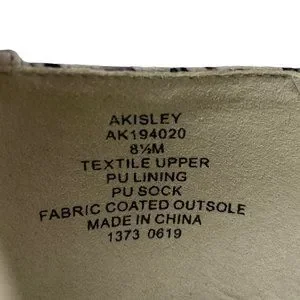 AKISLEY
AK194020
8½M
TEXTILE UPPER
PU LINING
PU SOCK
FABRIC COATED OUTSOLE
MADE IN CHINA
1373 0619